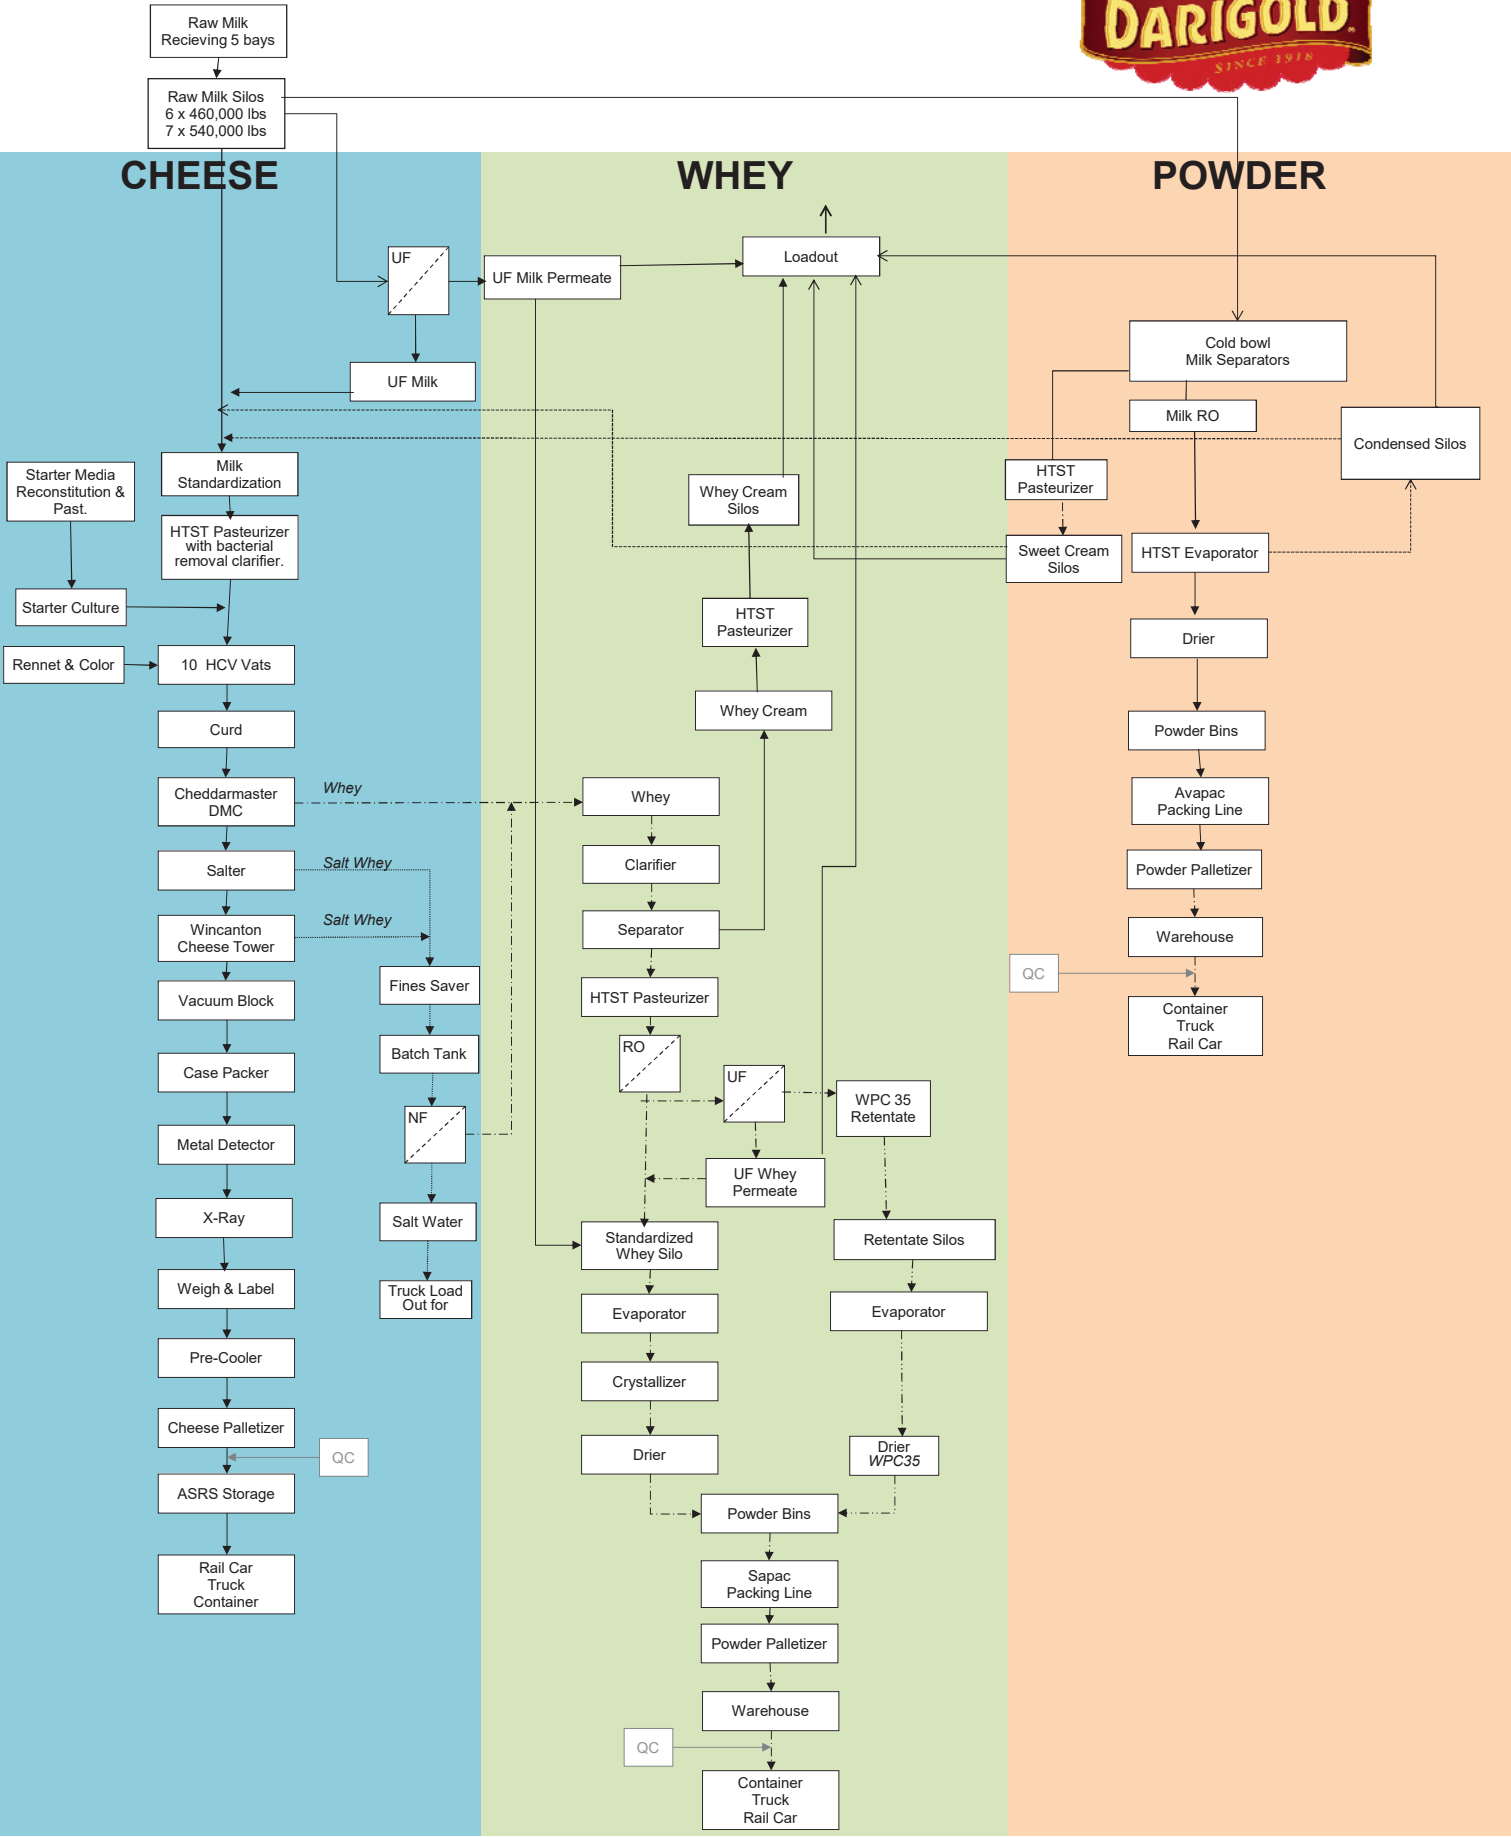 DARIGOLD
SINCE 1918
Raw Milk
Recieving 5 bays
Raw Milk Silos
6 x 460,000 lbs
7 x 540,000 lbs
CHEESE
WHEY
POWDER
UF
UF Milk Permeate
Loadout
UF Milk
Cold bowl
Milk Separators
Milk RO
Condensed Silos
HTST
Pasteurizer
Sweet Cream
Silos
HTST Evaporator
Starter Media
Reconstitution &
Past.
Milk
Standardization
HTST Pasteurizer
with bacterial
removal clarifier.
Starter Culture
Rennet & Color
10 HCV Vats
Curd
Cheddarmaster
DMC
Whey
Salter
Salt Whey
Wincanton
Cheese Tower
Salt Whey
Vacuum Block
Case Packer
Metal Detector
X-Ray
Weigh & Label
Pre-Cooler
Cheese Palletizer
QC
ASRS Storage
Rail Car
Truck
Container
Fines Saver
Batch Tank
NF
Salt Water
Truck Load
Out for
Whey Cream
Silos
HTST
Pasteurizer
Whey Cream
Whey
Clarifier
Separator
HTST Pasteurizer
RO
UF
WPC 35
Retentate
UF Whey
Permeate
Standardized
Whey Silo
Retentate Silos
Evaporator
Evaporator
Crystallizer
Drier
Drier
WPC35
Powder Bins
Sapac
Packing Line
Powder Palletizer
Warehouse
QC
Container
Truck
Rail Car
Drier
Powder Bins
Avapac
Packing Line
Powder Palletizer
Warehouse
QC
Container
Truck
Rail Car